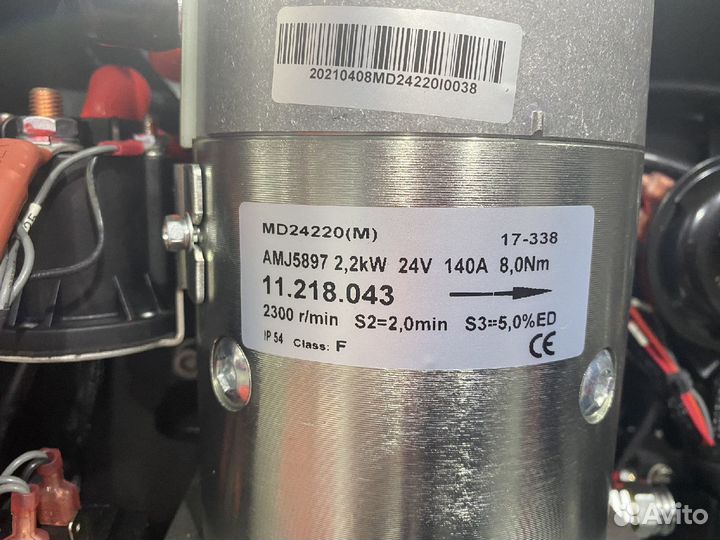 20210408MD24220I0038
MD24220(M) 17-338
AMJ5897 2,2kW 24V 140A 8,0Nm
11.218.043
2300 r/min S2=2,0min S3=5,0%ED
IP 54 Class: F CE
Avito